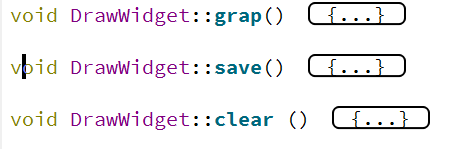 void DrawWidget::grap() {...}
void DrawWidget::save() {...}
void DrawWidget::clear () {...}